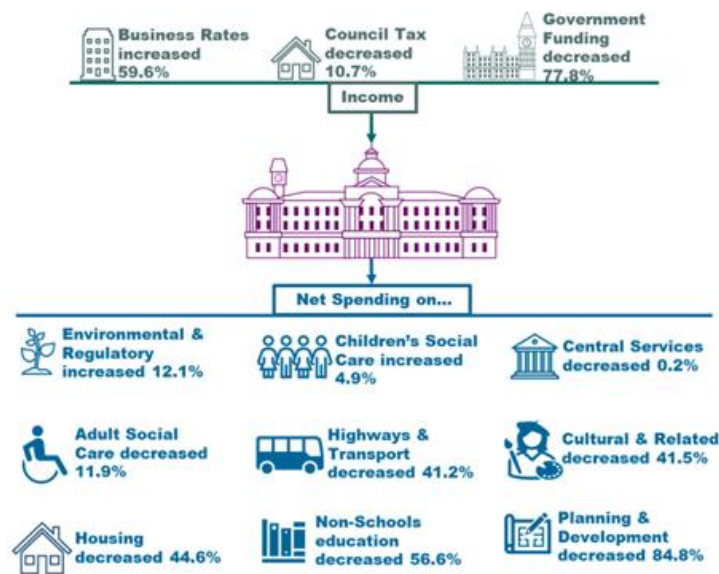 Business Rates
increased
59.6%
Council Tax
decreased
10.7%
Government
Funding
decreased
77.8%
Income
Net Spending on...
Environmental &
Regulatory
increased 12.1%
Children's Social
Care increased
4.9%
Central Services
decreased 0.2%
Adult Social
Care decreased
11.9%
Highways &
Transport
decreased 41.2%
Cultural & Related
decreased 41.5%
Housing
decreased 44.6%
Non-Schools
education
decreased 56.6%
Planning &
Development
decreased 84.8%